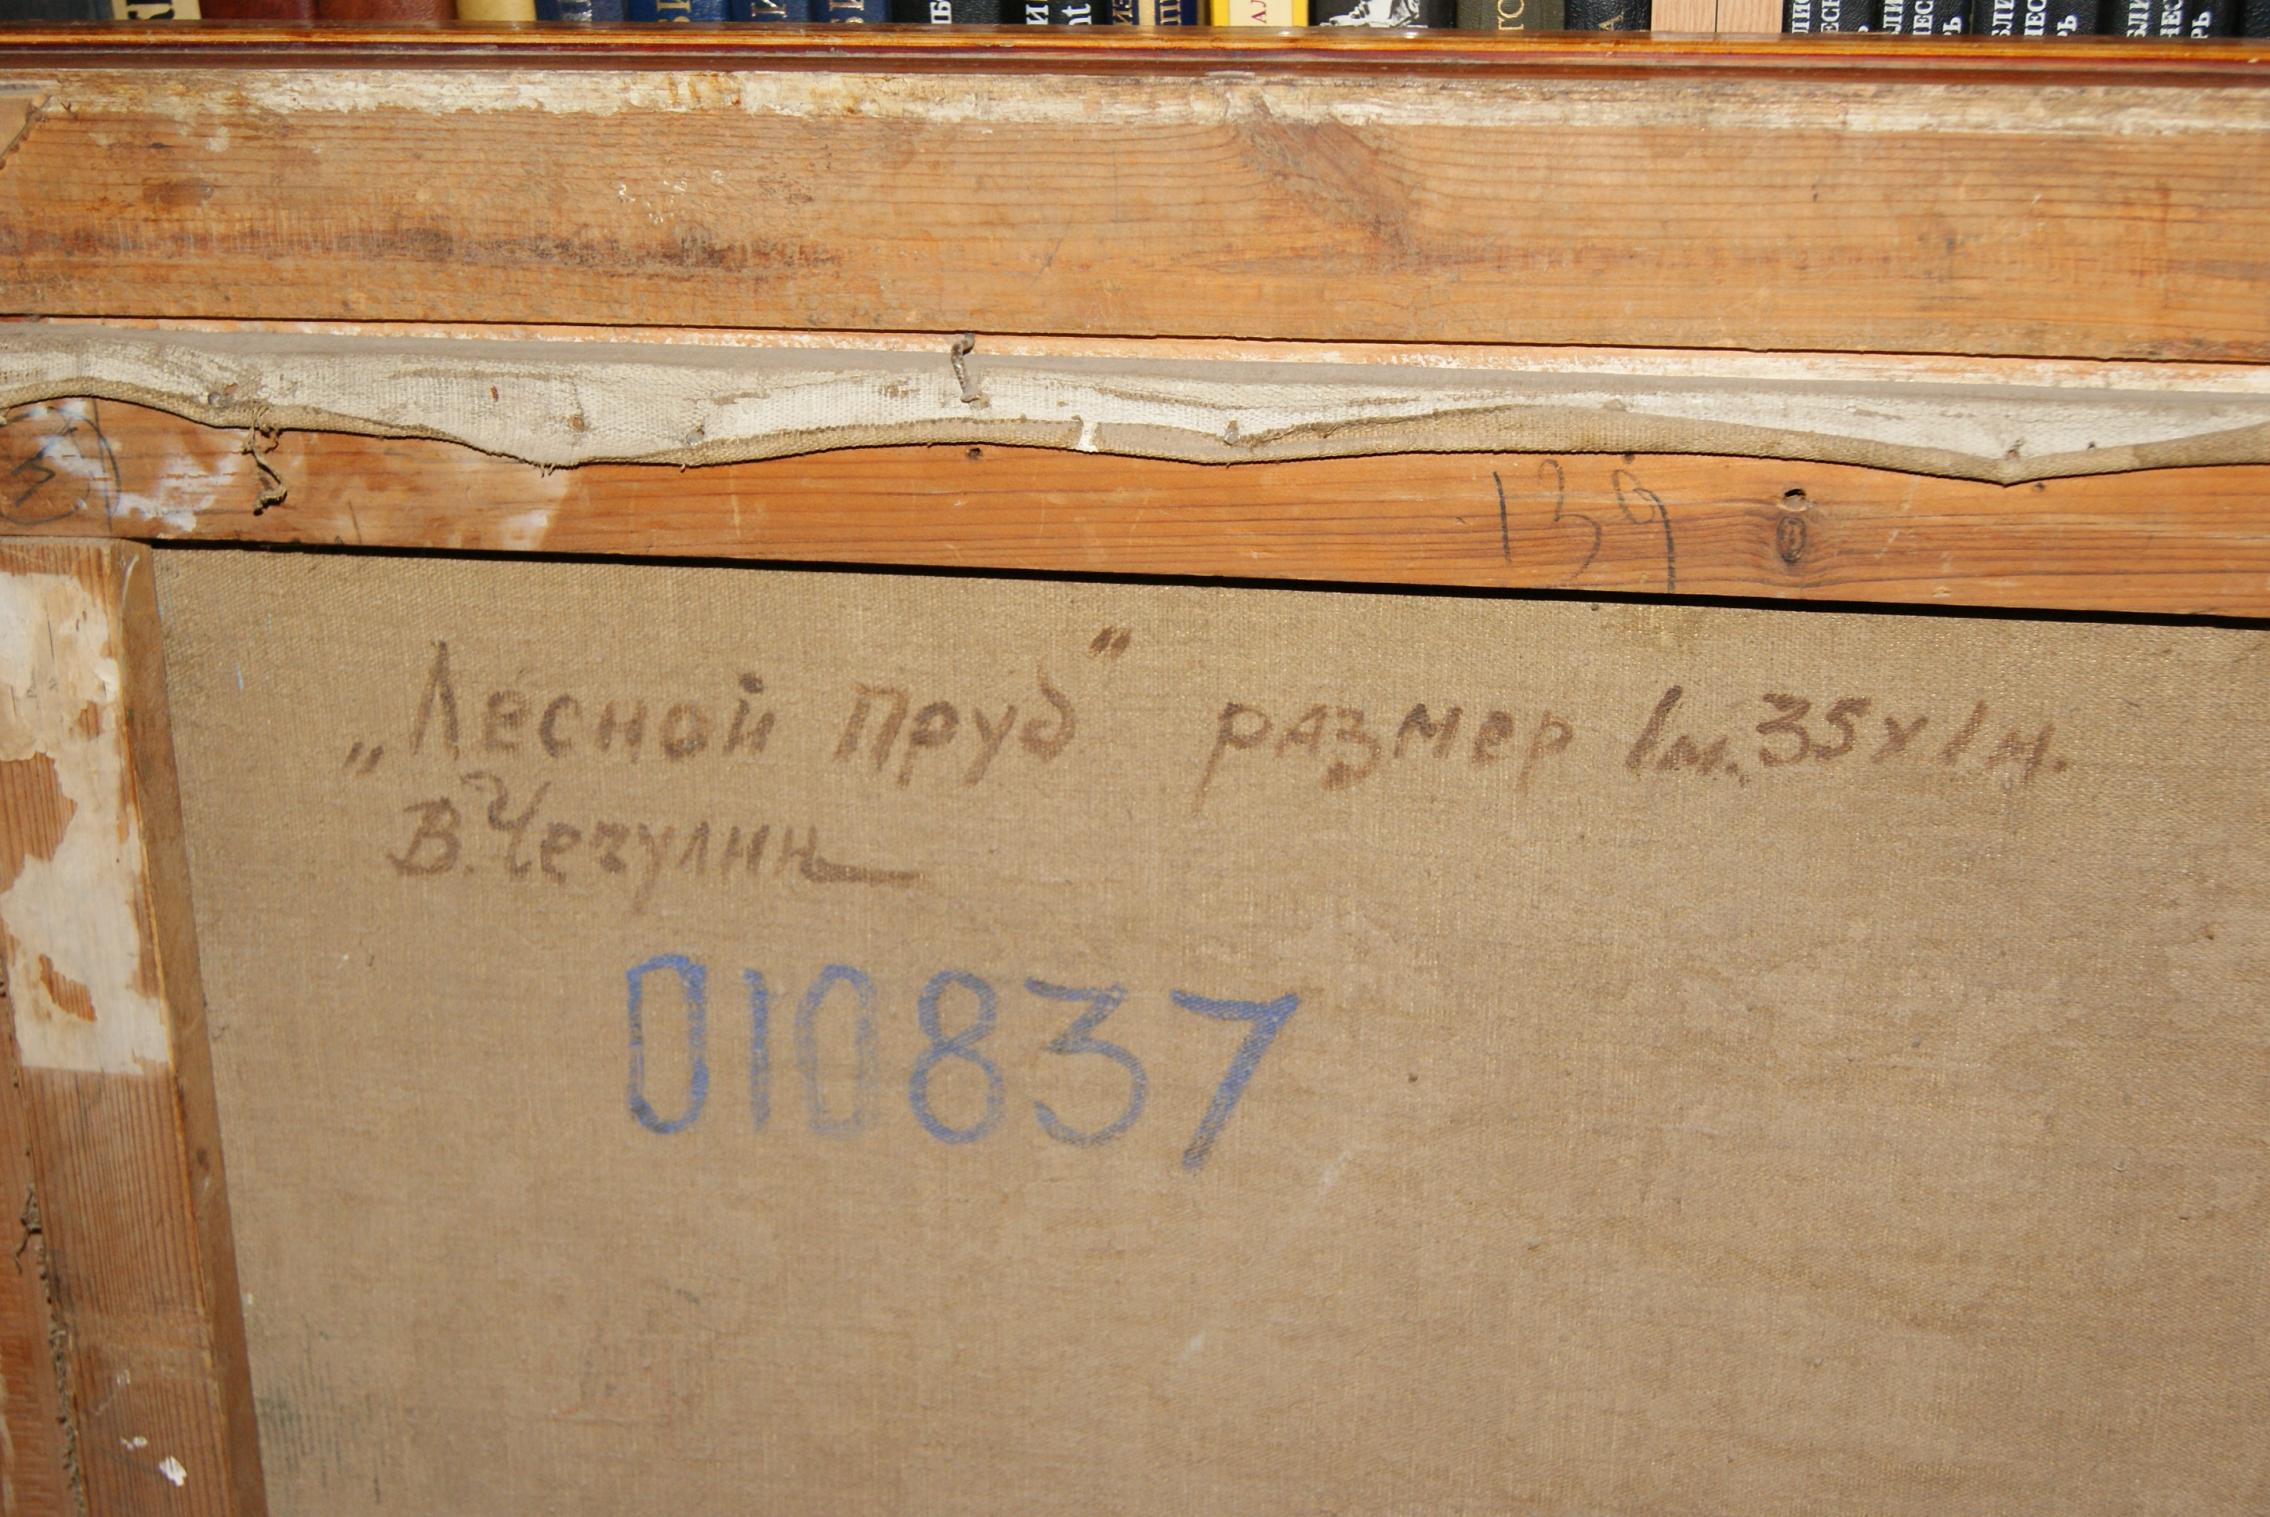 139
„Лесной пруд" размер 1м.35х1м.
В. Чечулин
010837